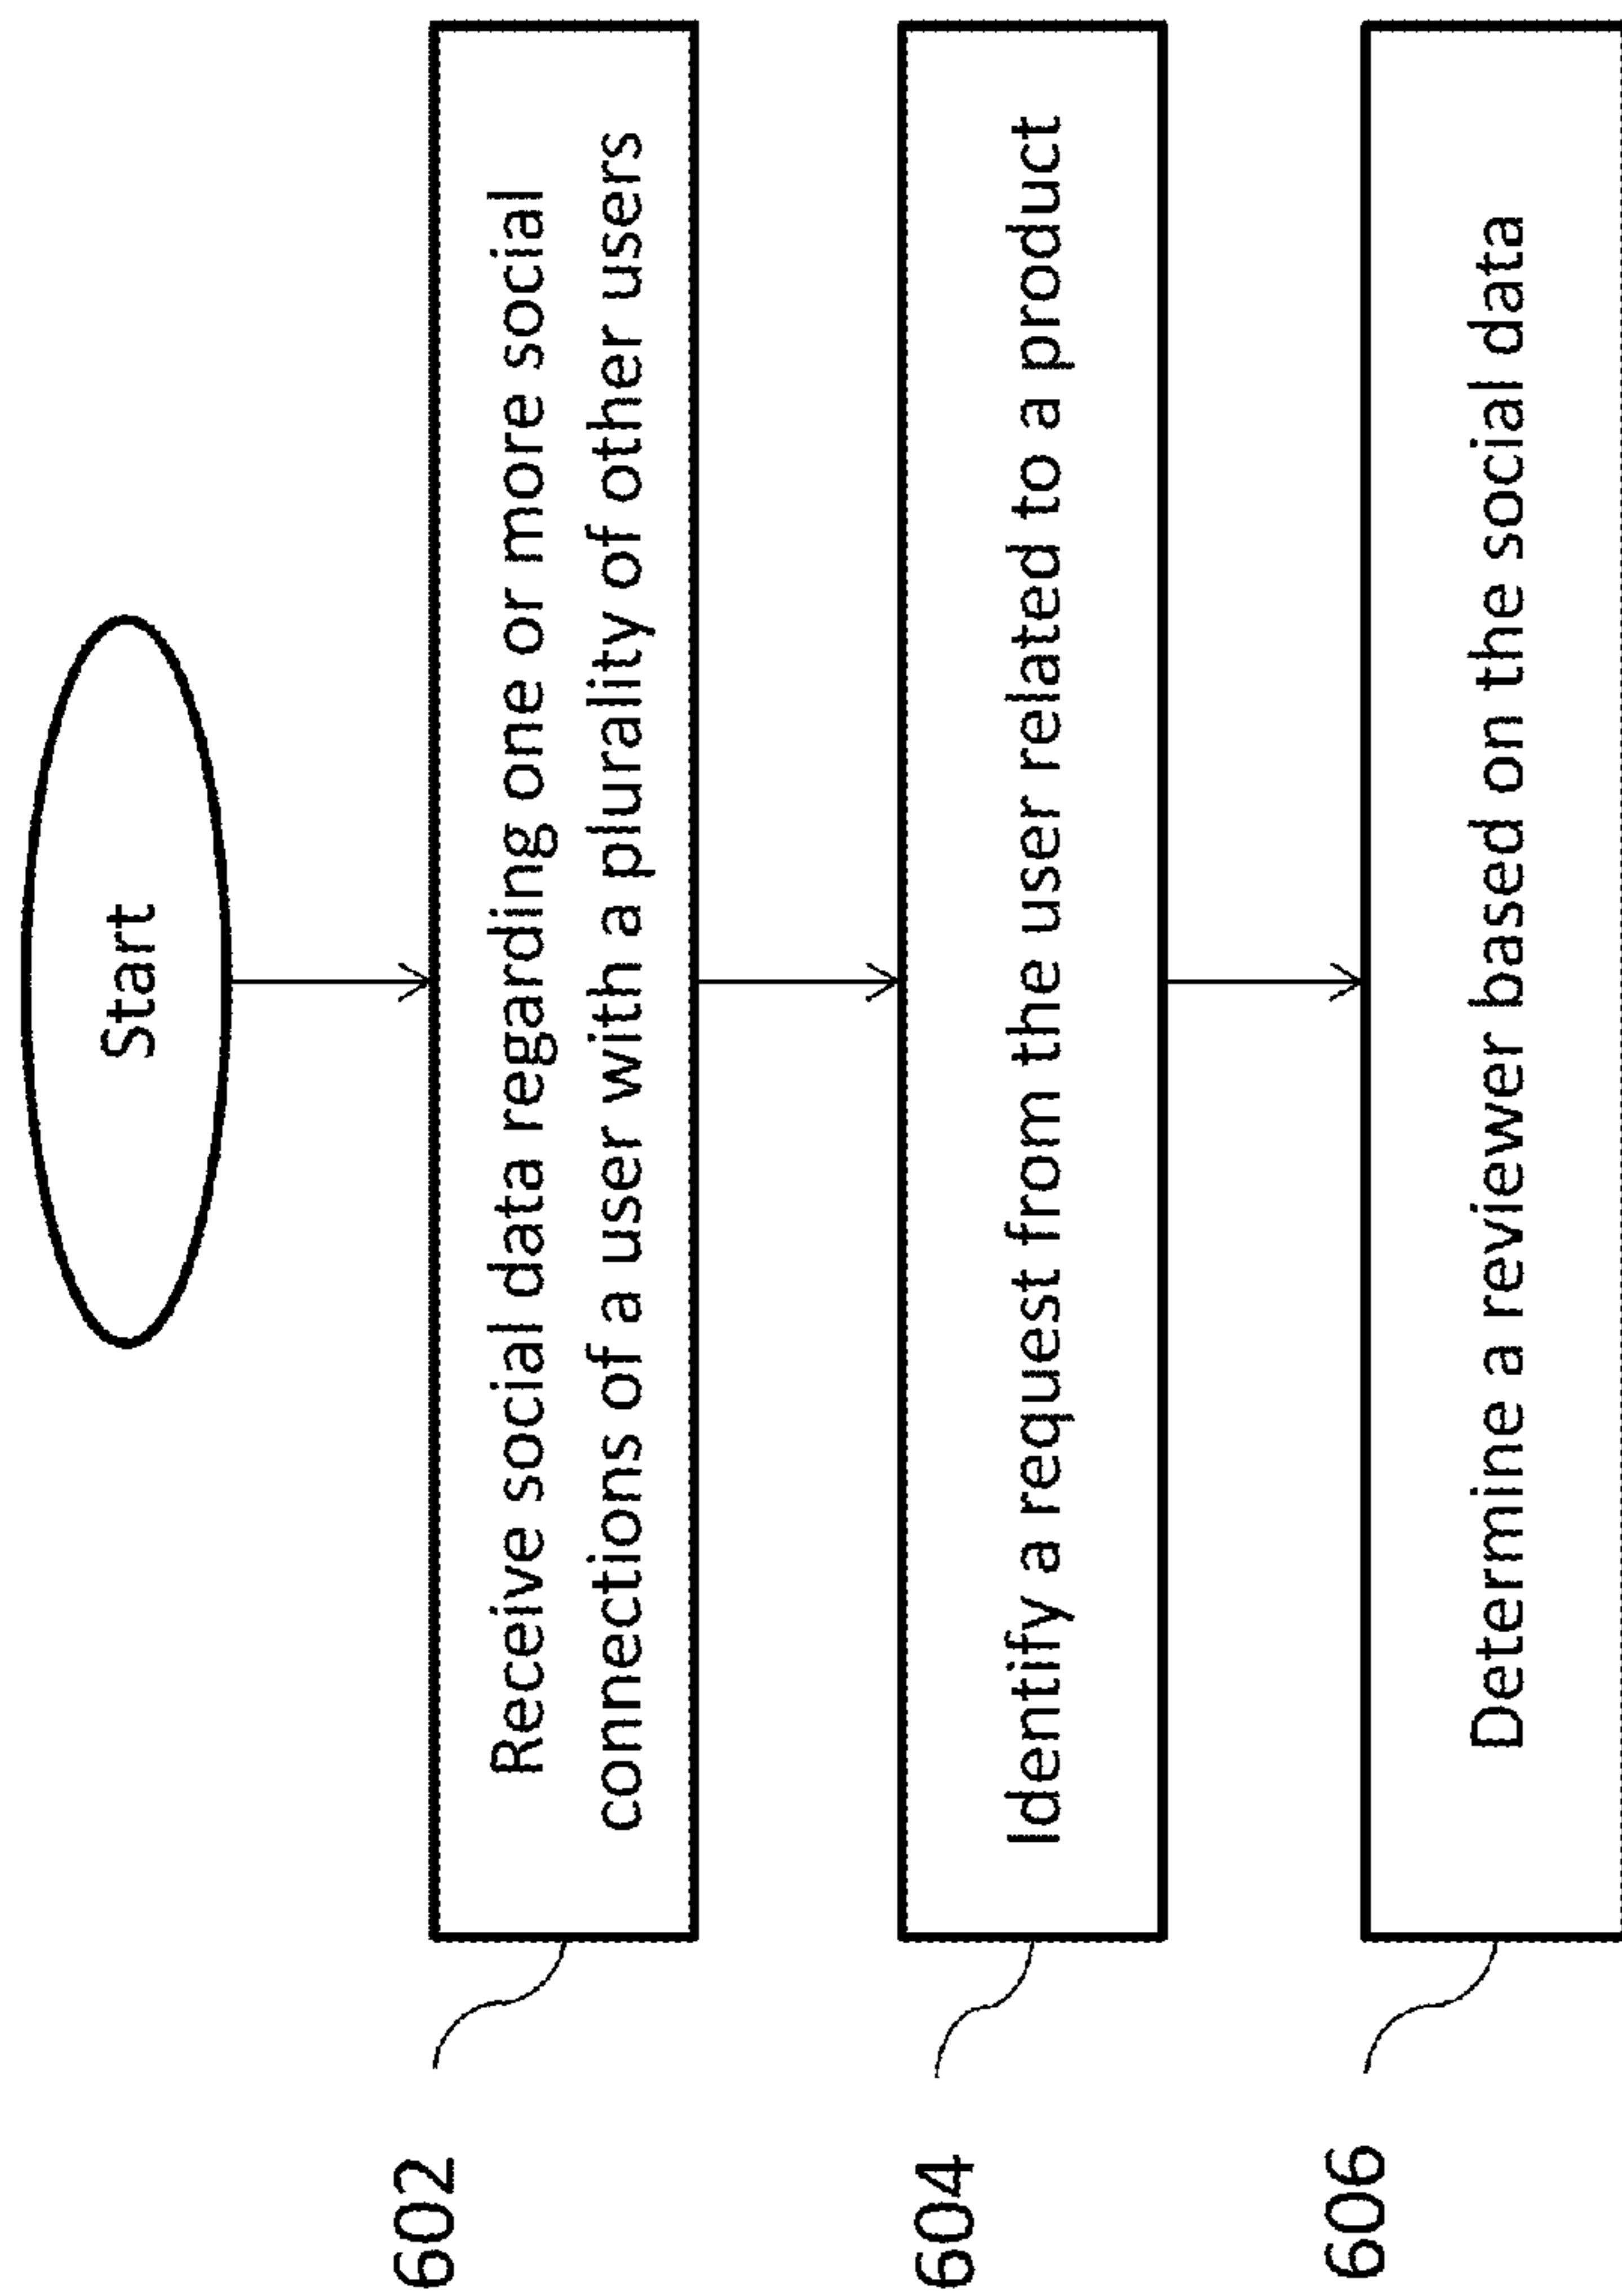 Start
602
Receive social data regarding one or more social
connections of a user with a plurality of other users
604
Identify a request from the user related to a product
606
Determine a reviewer based on the social data